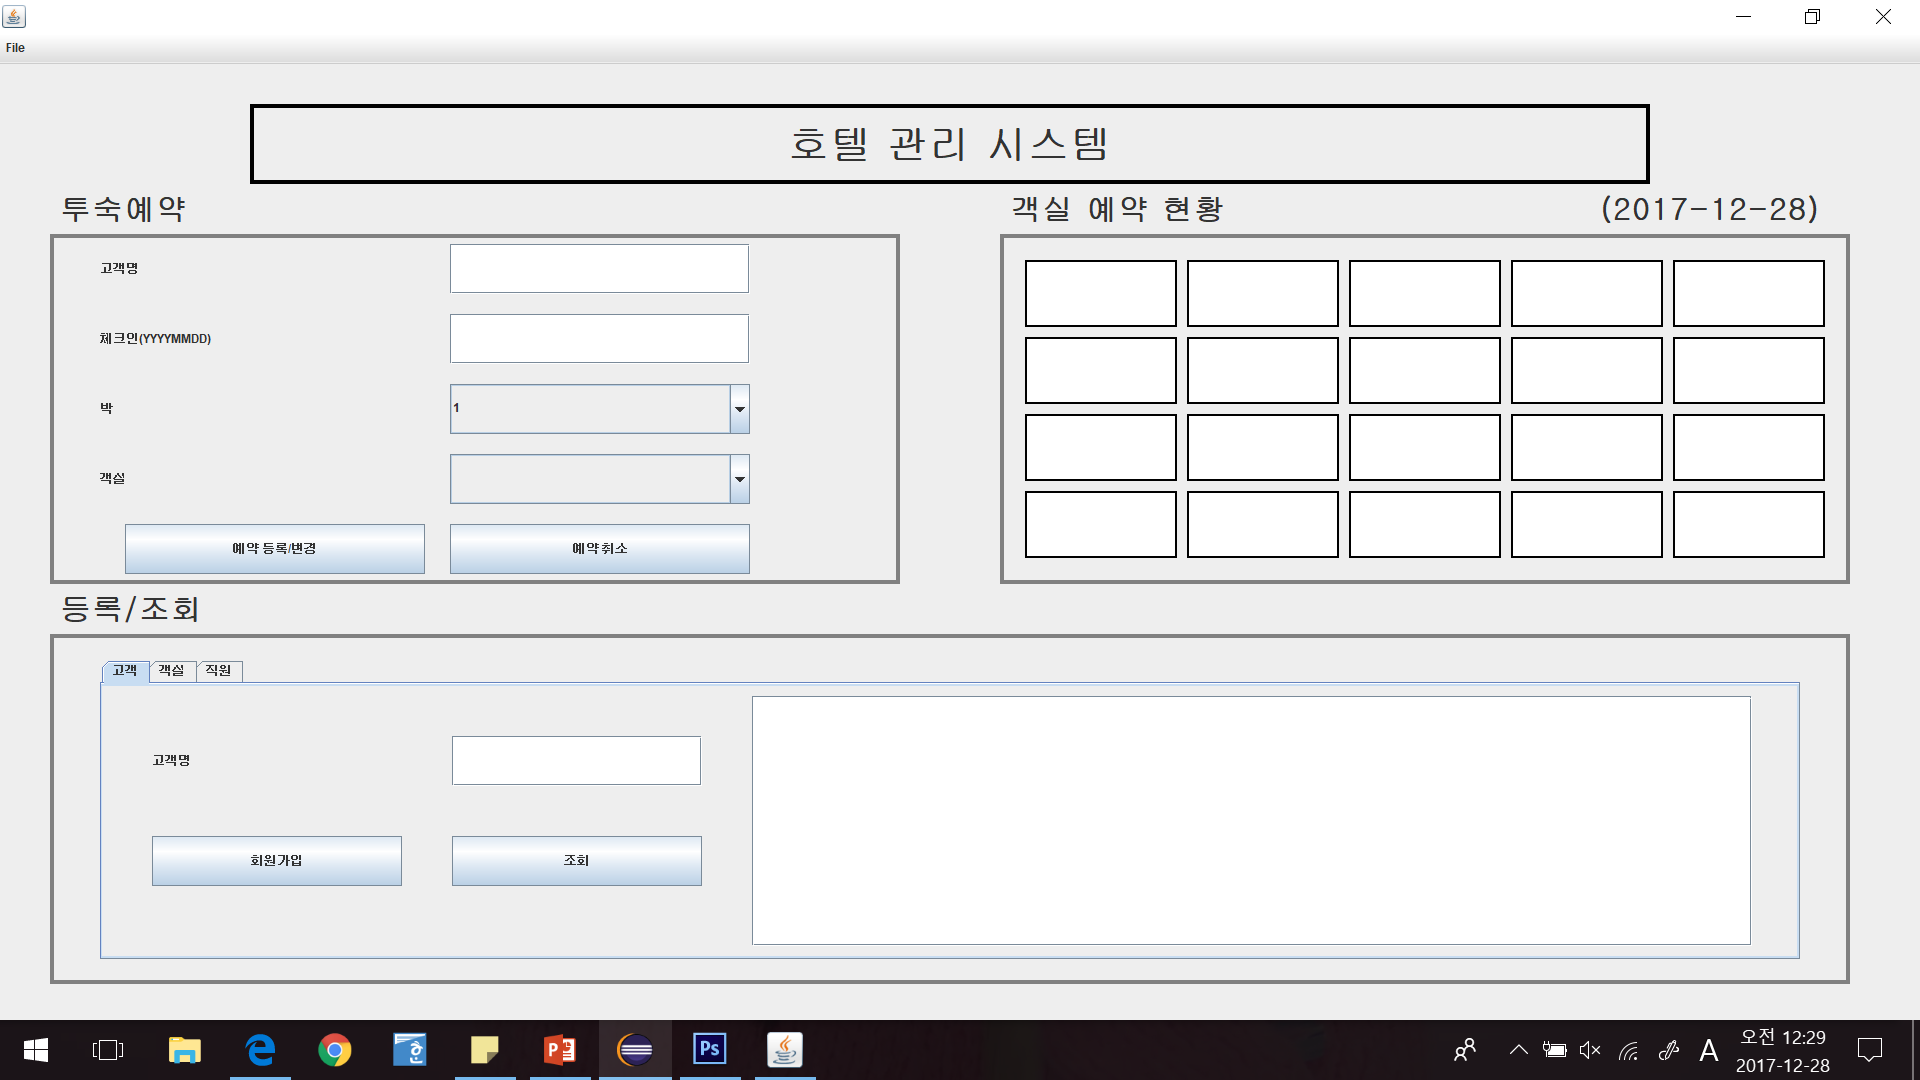 File
호텔 관리 시스템
투숙예약
객실 예약 현황 (2017-12-28)
고객명
체크인(YYYYMMDD)
박
1
객실
예약 등록/변경
예약 취소
등록/조회
고객 객실 직원
고객명
회원가입
조회
A
오전 12:29
2017-12-28
Ps